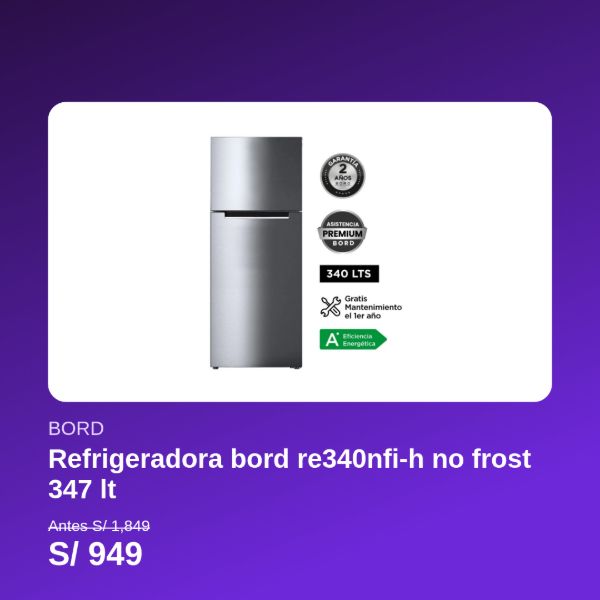 GARANTÍA
2
AÑOS
BORD
ASISTENCIA
PREMIUM
BORD
340 LTS
Gratis
Mantenimiento
el 1er año
A+ Eficiencia
Energética
BORD
Refrigeradora bord re340nfi-h no frost
347 lt
Antes S/ 1,849
S/ 949